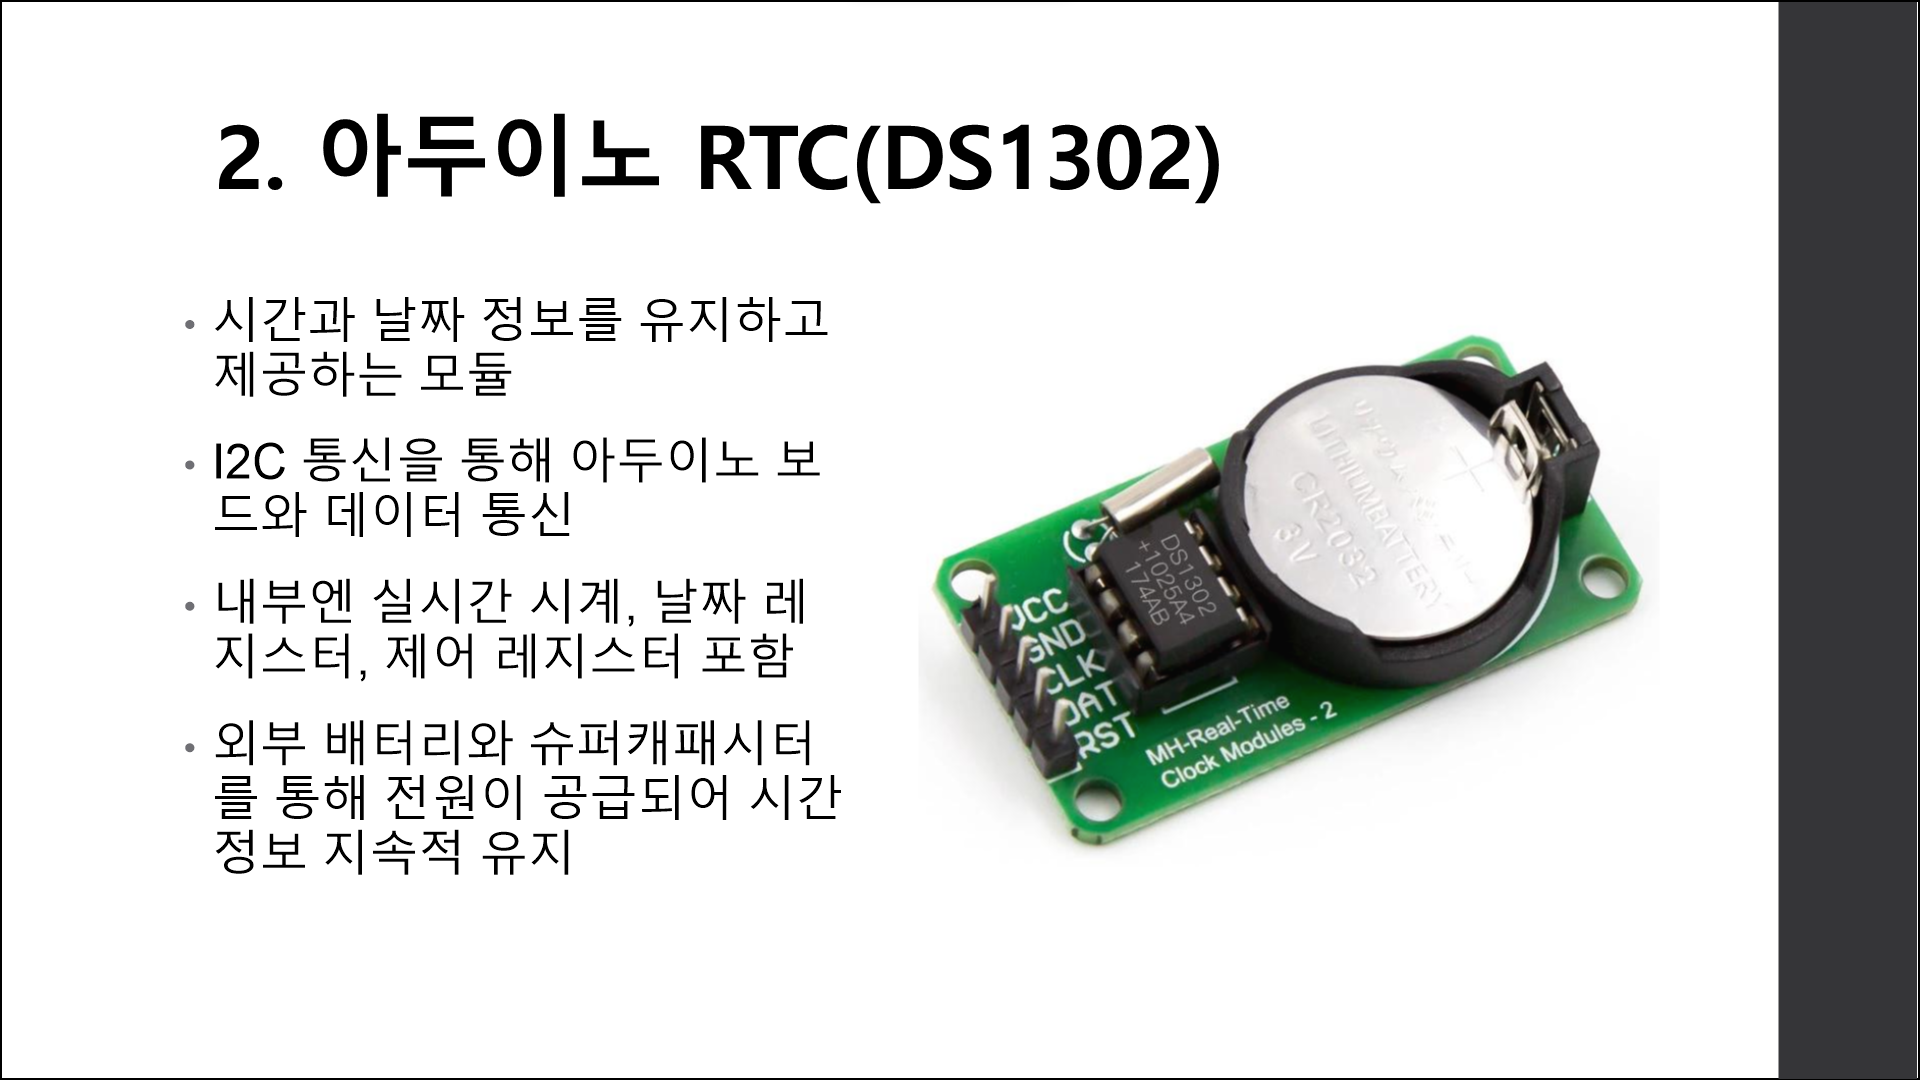 2. 아두이노 RTC(DS1302)
• 시간과 날짜 정보를 유지하고
제공하는 모듈
• I2C 통신을 통해 아두이노 보
드와 데이터 통신
• 내부엔 실시간 시계, 날짜 레
지스터, 제어 레지스터 포함
• 외부 배터리와 슈퍼캐패시터
를 통해 전원이 공급되어 시간
정보 지속적 유지
LITHIUMBATTERY
CR2032
3V
DS1302
+1025A4
174AB
VCC
GND
CLK
DAT
RST
MH-Real-Time
Clock Modules - 2